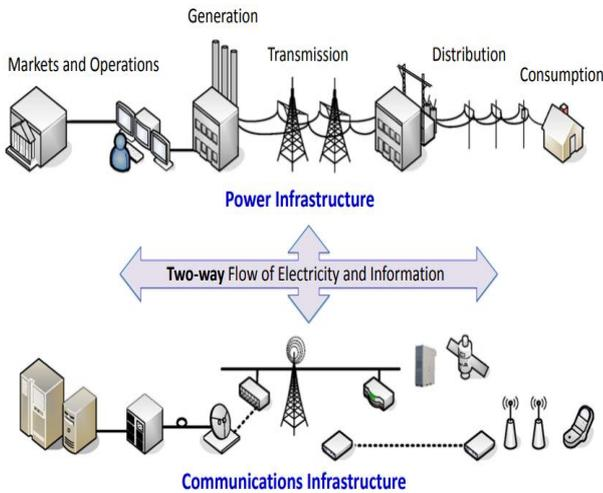 Generation
Markets and Operations
Transmission
Distribution
Consumption
Power Infrastructure
Two-way Flow of Electricity and Information
Communications Infrastructure